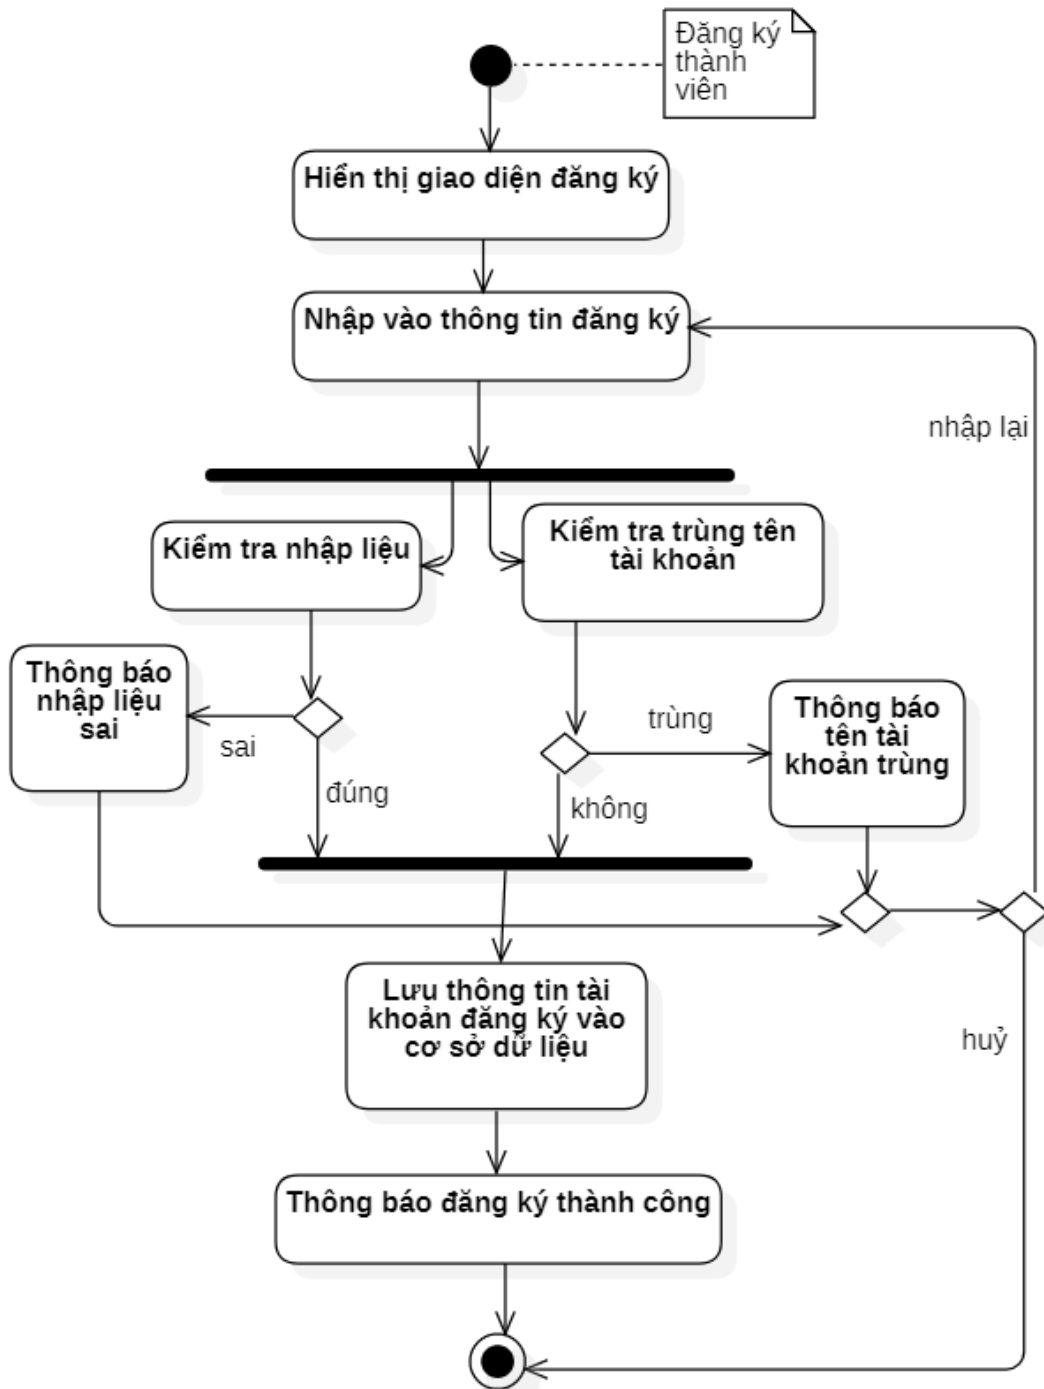 Đăng ký
thành
viên
Hiển thị giao diện đăng ký
Nhập vào thông tin đăng ký
nhập lại
Kiểm tra nhập liệu
Kiểm tra trùng tên
tài khoản
Thông báo
nhập liệu
sai
sai
đúng
trùng
không
Thông báo
tên tài
khoản trùng
Lưu thông tin tài
khoản đăng ký vào
cơ sở dữ liệu
huỷ
Thông báo đăng ký thành công